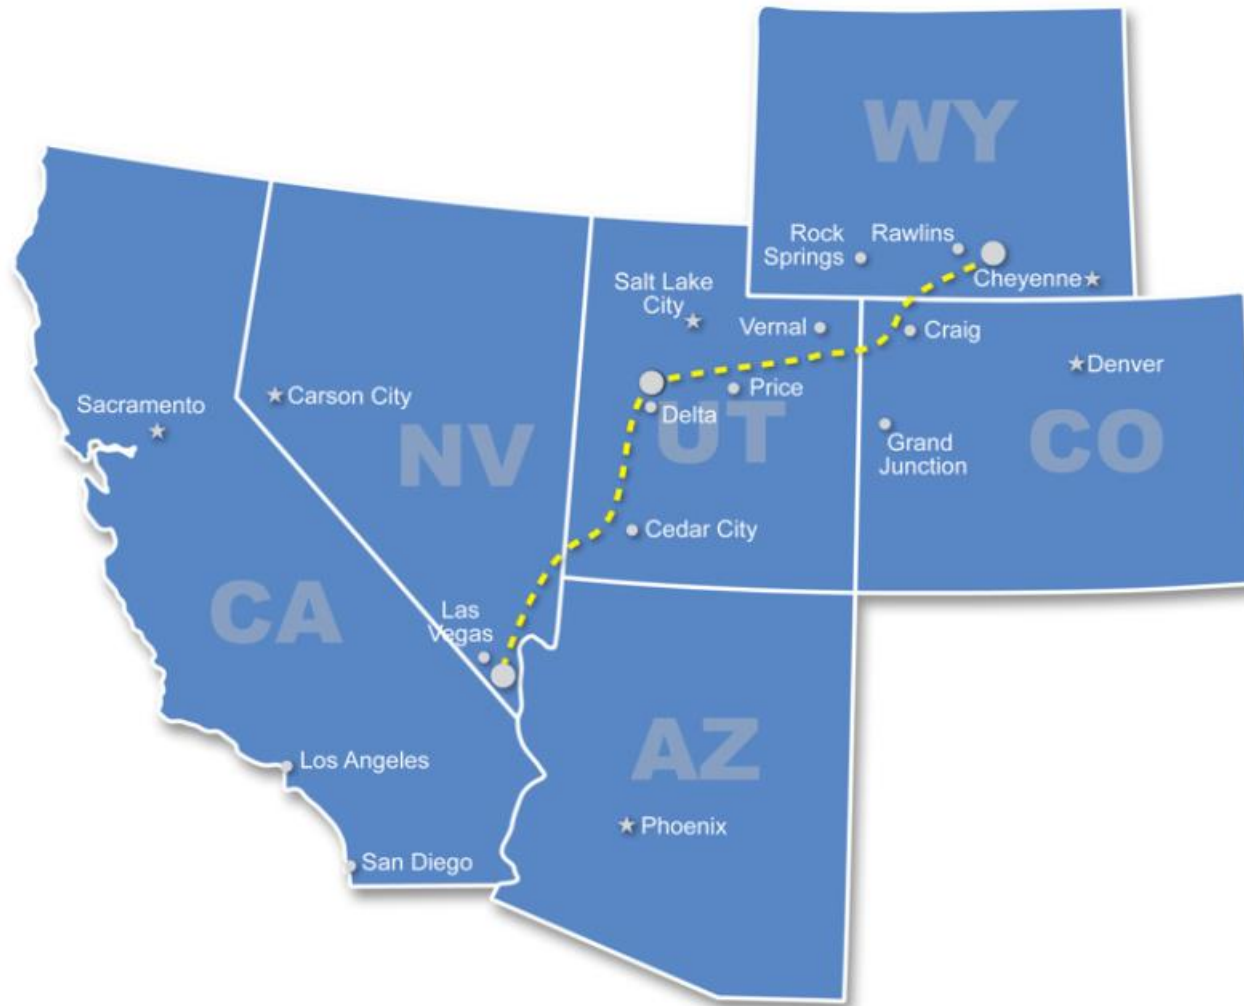 WY
Rock
Springs
Rawlins
Cheyenne
Salt Lake
City
Vernal
Craig
Denver
Price
Carson City
Sacramento
Delta
NV
UT
CO
Grand
Junction
Cedar City
CA
Las
Vegas
AZ
Los Angeles
Phoenix
San Diego